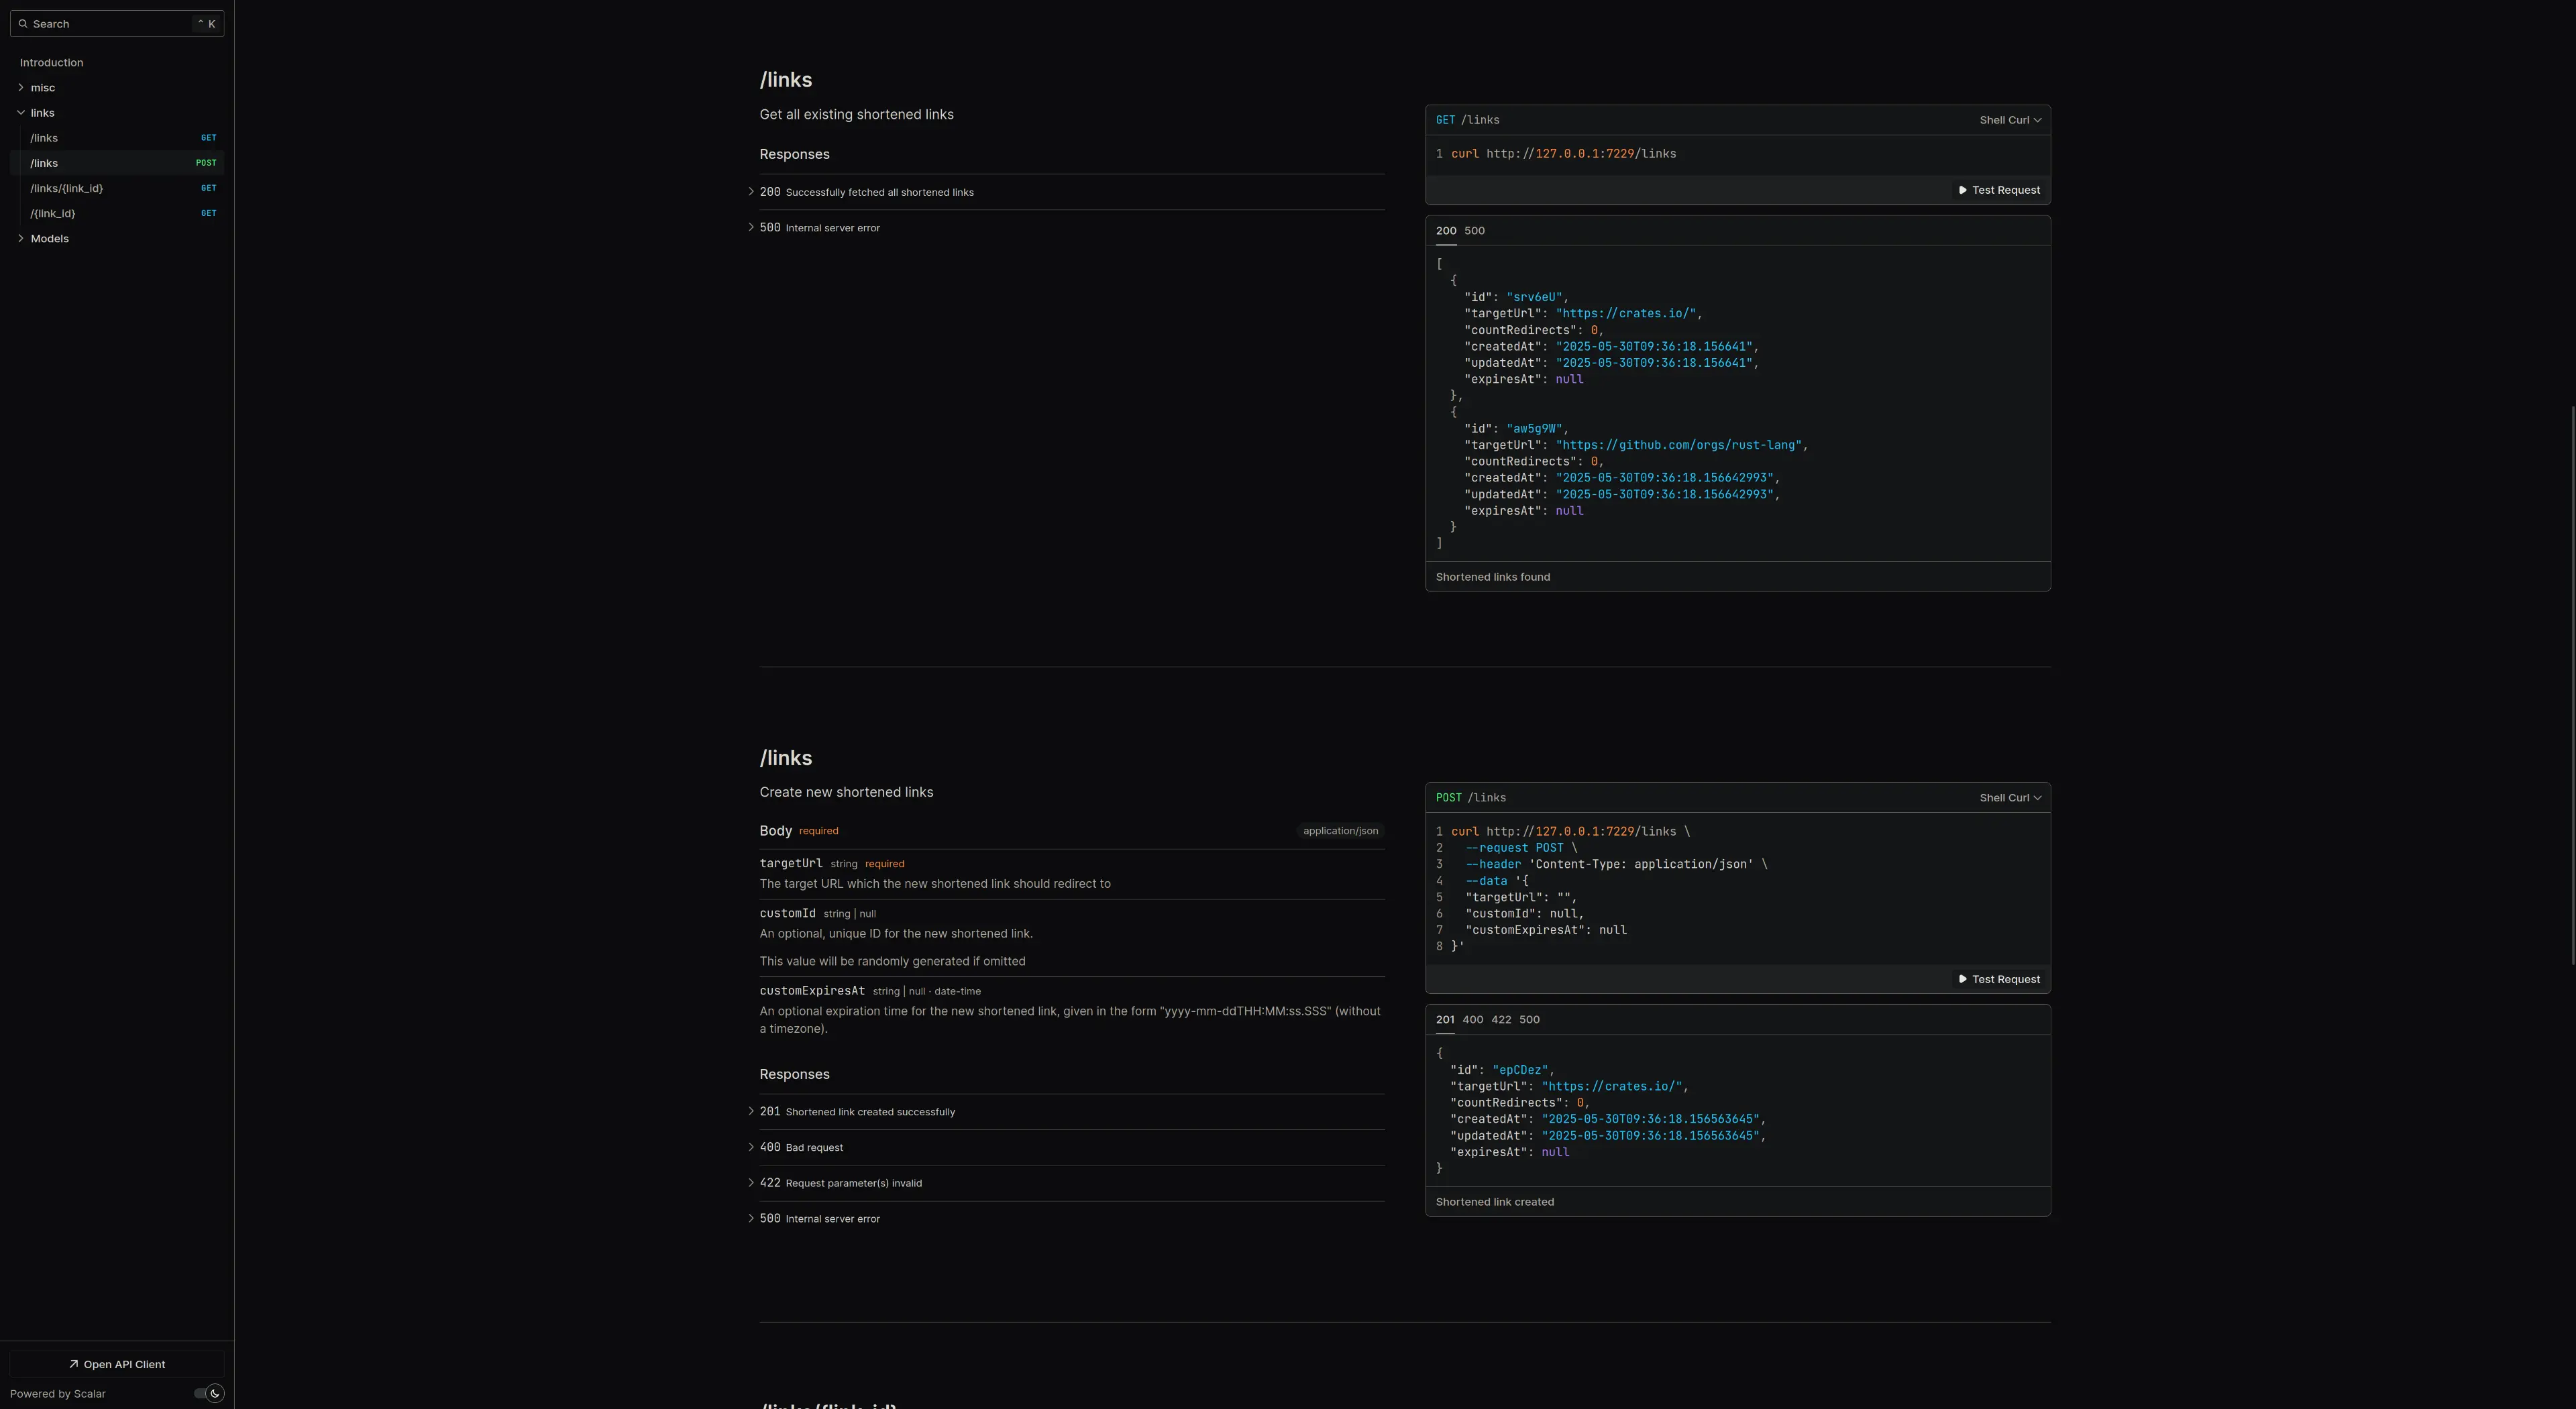 Search
⌃ K
Introduction
misc
links
/links GET
/links POST
/links/{link_id} GET
/{link_id} GET
Models
Open API Client
Powered by Scalar
/links
Get all existing shortened links
Responses
200 Successfully fetched all shortened links
500 Internal server error
GET /links Shell Curl
1 curl http://127.0.0.1:7229/links
Test Request
200 500
[
  {
    "id": "srv6eU",
    "targetUrl": "https://crates.io/",
    "countRedirects": 0,
    "createdAt": "2025-05-30T09:36:18.156641",
    "updatedAt": "2025-05-30T09:36:18.156641",
    "expiresAt": null
  },
  {
    "id": "aw5g9W",
    "targetUrl": "https://github.com/orgs/rust-lang",
    "countRedirects": 0,
    "createdAt": "2025-05-30T09:36:18.156642993",
    "updatedAt": "2025-05-30T09:36:18.156642993",
    "expiresAt": null
  }
]
Shortened links found
/links
Create new shortened links
Body required application/json
targetUrl string required
The target URL which the new shortened link should redirect to
customId string | null
An optional, unique ID for the new shortened link.
This value will be randomly generated if omitted
customExpiresAt string | null · date-time
An optional expiration time for the new shortened link, given in the form "yyyy-mm-ddTHH:MM:ss.SSS" (without
a timezone).
Responses
201 Shortened link created successfully
400 Bad request
422 Request parameter(s) invalid
500 Internal server error
POST /links Shell Curl
1 curl http://127.0.0.1:7229/links \
2   --request POST \
3   --header 'Content-Type: application/json' \
4   --data '{
5   "targetUrl": "",
6   "customId": null,
7   "customExpiresAt": null
8 }'
Test Request
201 400 422 500
{
  "id": "epCDez",
  "targetUrl": "https://crates.io/",
  "countRedirects": 0,
  "createdAt": "2025-05-30T09:36:18.156563645",
  "updatedAt": "2025-05-30T09:36:18.156563645",
  "expiresAt": null
}
Shortened link created
/links/{link_id}